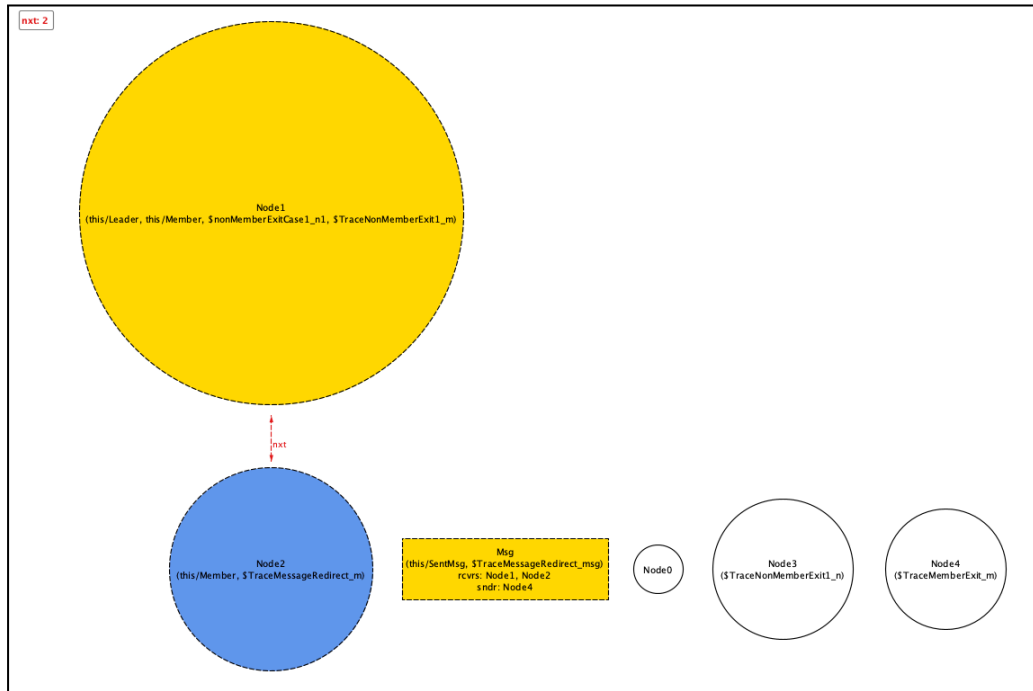 nxt: 2
Node1
(this/Leader, this/Member, $nonMemberExitCase1_n1, $TraceNonMemberExit1_m)
nxt
Node2
(this/Member, $TraceMessageRedirect_m)
Msg
(this/SentMsg, $TraceMessageRedirect_msg)
rcvrs: Node1, Node2
sndr: Node4
Node0
Node3
($TraceNonMemberExit1_n)
Node4
($TraceMemberExit_m)